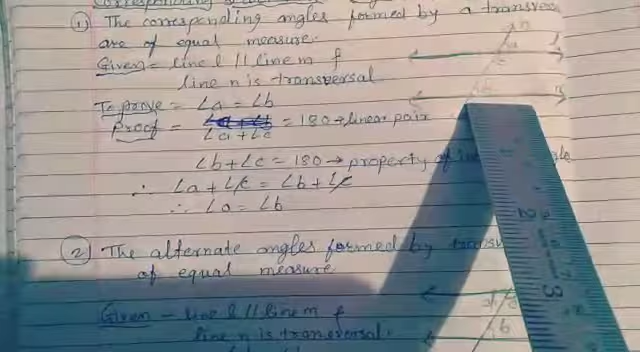 ① The corresponding angles formed by a
are of equal measure.
Given = line l // line m &
line n is transversal
To prove = ∠a = ∠b
Proof = ∠a + ∠c = 180 → linear pair
∠b + ∠c = 180 → property of
∴ ∠a + ∠c = ∠b + ∠c
∴ ∠a = ∠b
② The alternate angles formed by
of equal measure
Given - line l // line m &
line n is transversal.